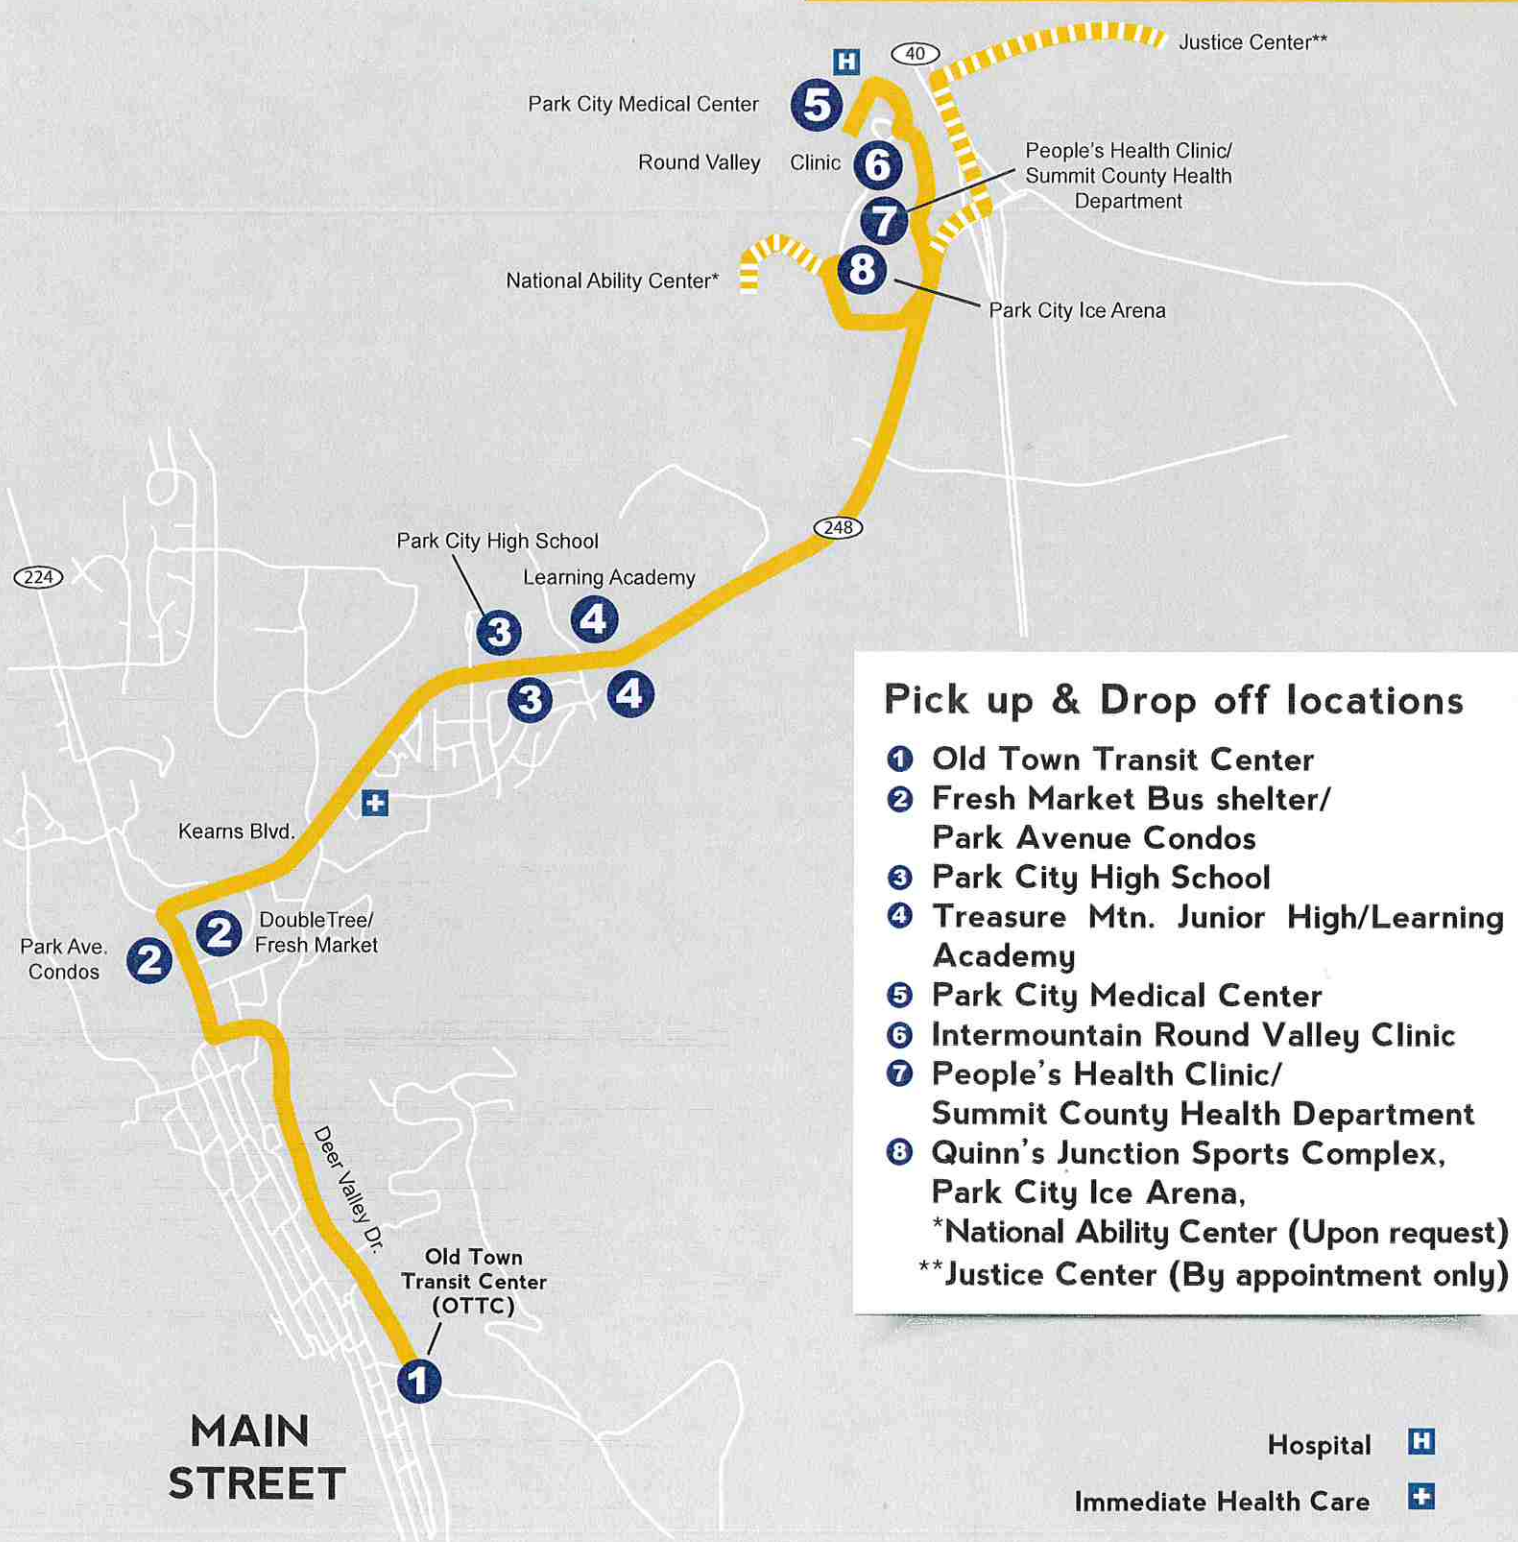 40
Justice Center**
H
Park City Medical Center
5
Round Valley Clinic
6
People's Health Clinic/
Summit County Health
Department
7
National Ability Center*
8
Park City Ice Arena
248
Park City High School
Learning Academy
224
3
4
3
4
Kearns Blvd.
Park Ave.
Condos
2
2
DoubleTree/
Fresh Market
Deer Valley Dr.
Old Town
Transit Center
(OTTC)
1
MAIN
STREET
Pick up & Drop off locations
1 Old Town Transit Center
2 Fresh Market Bus shelter/
Park Avenue Condos
3 Park City High School
4 Treasure Mtn. Junior High/Learning
Academy
5 Park City Medical Center
6 Intermountain Round Valley Clinic
7 People's Health Clinic/
Summit County Health Department
8 Quinn's Junction Sports Complex,
Park City Ice Arena,
*National Ability Center (Upon request)
**Justice Center (By appointment only)
Hospital H
Immediate Health Care +